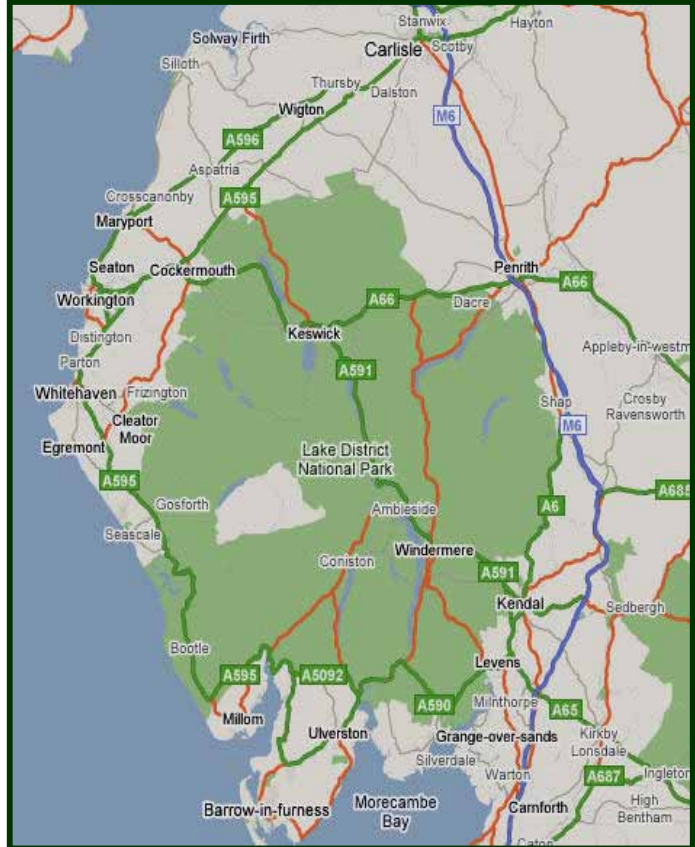 Stanwix
Hayton
Solway Firth
Carlisle
Scotby
Silloth
Thursby
Dalston
Wigton
M6
A596
Aspatria
Crosscanonby
A595
Maryport
Seaton
Cockermouth
Penrith
A66
A66
Workington
Dacre
Distington
Keswick
Appleby-in-westm
Parton
A591
Whitehaven
Frizington
Shap
Crosby
Ravensworth
Cleator
Moor
M6
Egremont
Lake District
National Park
A595
A685
Gosforth
A6
Ambleside
Seascale
Windermere
Coniston
A591
Kendal
Sedbergh
Bootle
Levens
A595
A5092
Milnthorpe
A590
A65
Millom
Ulverston
Grange-over-sands
Kirkby
Lonsdale
Silverdale
Warton
A687
Ingleton
Barrow-in-furness
Morecambe
Bay
Carnforth
High
Bentham
Caton